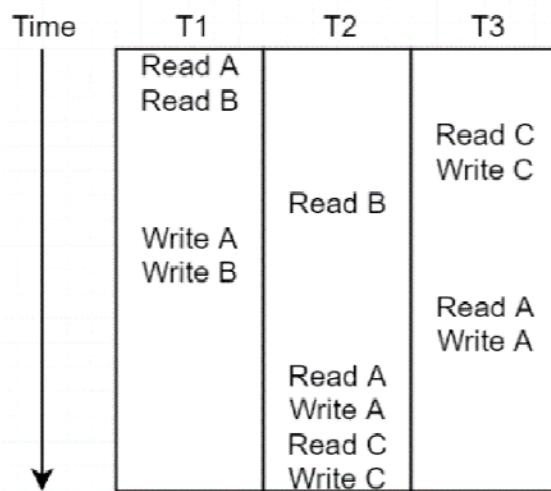 Time T1 T2 T3
Read A
Read B
Read C
Write C
Read B
Write A
Write B
Read A
Write A
Read A
Write A
Read C
Write C